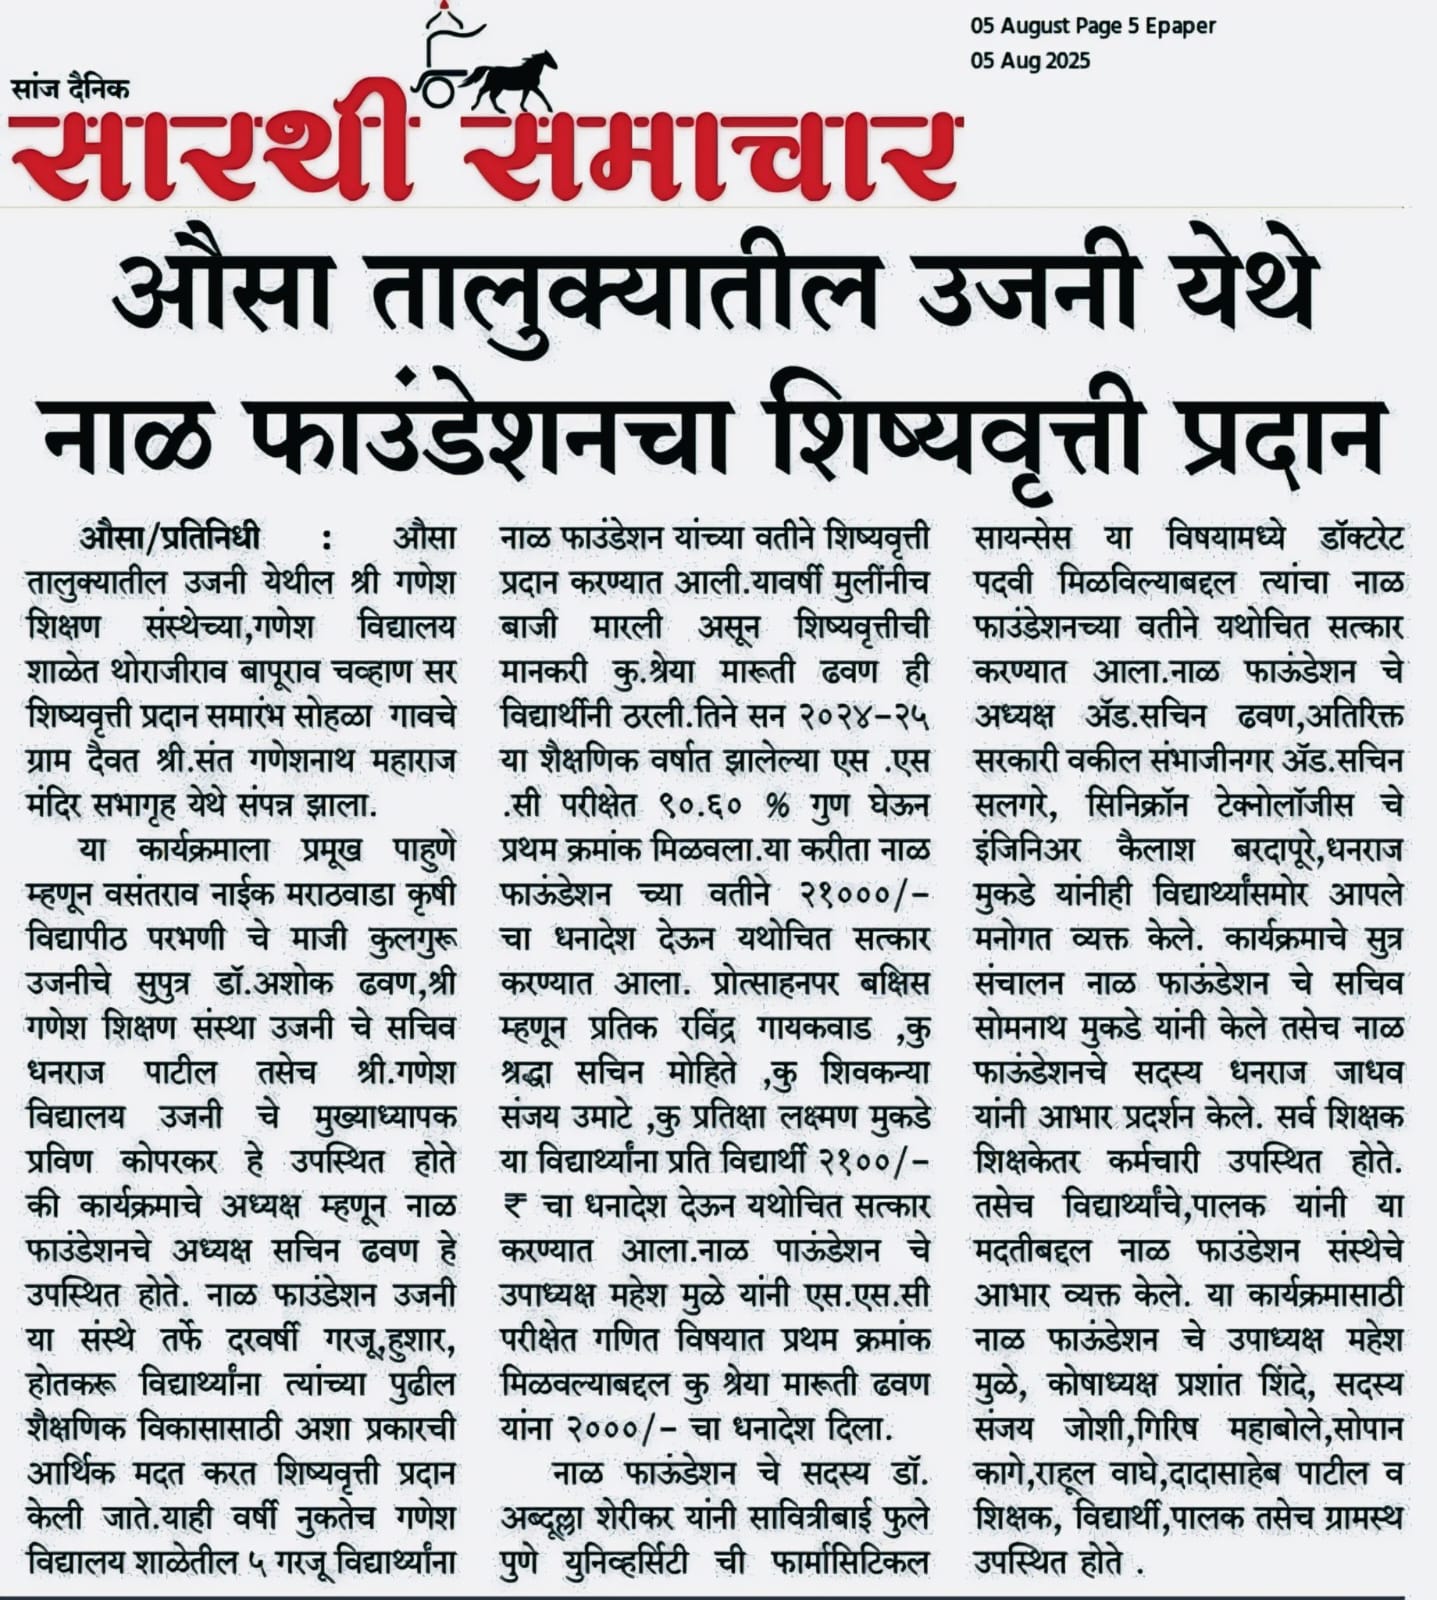 05 August Page 5 Epaper
05 Aug 2025
सांज दैनिक
सारथी समाचार
औसा तालुक्यातील उजनी येथे
नाळ फाउंडेशनचा शिष्यवृत्ती प्रदान
औसा/प्रतिनिधी : औसा
तालुक्यातील उजनी येथील श्री गणेश
शिक्षण संस्थेच्या,गणेश विद्यालय
शाळेत थोराजीराव बापूराव चव्हाण सर
शिष्यवृत्ती प्रदान समारंभ सोहळा गावचे
ग्राम दैवत श्री.संत गणेशनाथ महाराज
मंदिर सभागृह येथे संपन्न झाला.
या कार्यक्रमाला प्रमूख पाहुणे
म्हणून वसंतराव नाईक मराठवाडा कृषी
विद्यापीठ परभणी चे माजी कुलगुरू
उजनीचे सुपुत्र डॉ.अशोक ढवण,श्री
गणेश शिक्षण संस्था उजनी चे सचिव
धनराज पाटील तसेच श्री.गणेश
विद्यालय उजनी चे मुख्याध्यापक
प्रविण कोपरकर हे उपस्थित होते
की कार्यक्रमाचे अध्यक्ष म्हणून नाळ
फाउंडेशनचे अध्यक्ष सचिन ढवण हे
उपस्थित होते. नाळ फाउंडेशन उजनी
या संस्थे तर्फे दरवर्षी गरजू,हुशार,
होतकरू विद्यार्थ्यांना त्यांच्या पुढील
शैक्षणिक विकासासाठी अशा प्रकारची
आर्थिक मदत करत शिष्यवृत्ती प्रदान
केली जाते.याही वर्षी नुकतेच गणेश
विद्यालय शाळेतील ५ गरजू विद्यार्थ्यांना
नाळ फाउंडेशन यांच्या वतीने शिष्यवृत्ती
प्रदान करण्यात आली.यावर्षी मुलींनीच
बाजी मारली असून शिष्यवृत्तीची
मानकरी कु.श्रेया मारूती ढवण ही
विद्यार्थीनी ठरली.तिने सन २०२४-२५
या शैक्षणिक वर्षात झालेल्या एस .एस
.सी परीक्षेत ९०.६० % गुण घेऊन
प्रथम क्रमांक मिळवला.या करीता नाळ
फाऊंडेशन च्या वतीने २१०००/-
चा धनादेश देऊन यथोचित सत्कार
करण्यात आला. प्रोत्साहनपर बक्षिस
म्हणून प्रतिक रविंद्र गायकवाड ,कु
श्रद्धा सचिन मोहिते ,कु शिवकन्या
संजय उमाटे ,कु प्रतिक्षा लक्ष्मण मुकडे
या विद्यार्थ्यांना प्रति विद्यार्थी २१००/-
₹ चा धनादेश देऊन यथोचित सत्कार
करण्यात आला.नाळ पाऊंडेशन चे
उपाध्यक्ष महेश मुळे यांनी एस.एस.सी
परीक्षेत गणित विषयात प्रथम क्रमांक
मिळवल्याबद्दल कु श्रेया मारूती ढवण
यांना २०००/- चा धनादेश दिला.
नाळ फाऊंडेशन चे सदस्य डॉ.
अब्दूल्ला शेरीकर यांनी सावित्रीबाई फुले
पुणे युनिव्हर्सिटी ची फार्मासिटिकल
सायन्सेस या विषयामध्ये डॉक्टरेट
पदवी मिळविल्याबद्दल त्यांचा नाळ
फाउंडेशनच्या वतीने यथोचित सत्कार
करण्यात आला.नाळ फाऊंडेशन चे
अध्यक्ष ॲड.सचिन ढवण,अतिरिक्त
सरकारी वकील संभाजीनगर ॲड.सचिन
सलगरे, सिनिक्रॉन टेक्नोलॉजीस चे
इंजिनिअर कैलाश बरदापूरे,धनराज
मुकडे यांनीही विद्यार्थ्यांसमोर आपले
मनोगत व्यक्त केले. कार्यक्रमाचे सुत्र
संचालन नाळ फाऊंडेशन चे सचिव
सोमनाथ मुकडे यांनी केले तसेच नाळ
फाऊंडेशनचे सदस्य धनराज जाधव
यांनी आभार प्रदर्शन केले. सर्व शिक्षक
शिक्षकेतर कर्मचारी उपस्थित होते.
तसेच विद्यार्थ्यांचे,पालक यांनी या
मदतीबद्दल नाळ फाउंडेशन संस्थेचे
आभार व्यक्त केले. या कार्यक्रमासाठी
नाळ फाऊंडेशन चे उपाध्यक्ष महेश
मुळे, कोषाध्यक्ष प्रशांत शिंदे, सदस्य
संजय जोशी,गिरिष महाबोले,सोपान
कागे,राहूल वाघे,दादासाहेब पाटील व
शिक्षक, विद्यार्थी,पालक तसेच ग्रामस्थ
उपस्थित होते .